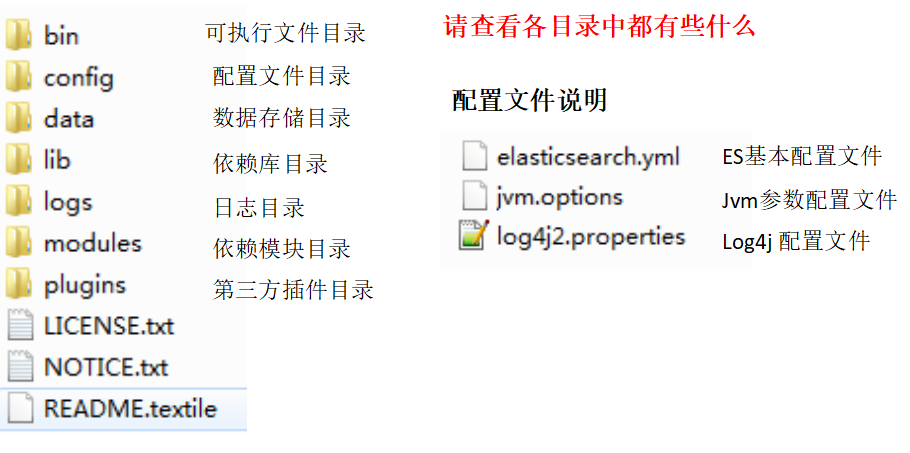 bin 可执行文件目录
config 配置文件目录
data 数据存储目录
lib 依赖库目录
logs 日志目录
modules 依赖模块目录
plugins 第三方插件目录
LICENSE.txt
NOTICE.txt
README.textile
请查看各目录中都有些什么
配置文件说明
elasticsearch.yml ES基本配置文件
jvm.options Jvm参数配置文件
log4j2.properties Log4j 配置文件